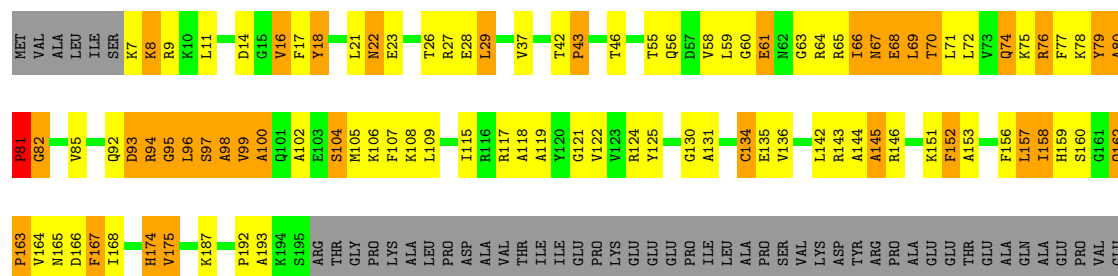 MET VAL ALA LEU ILE SER K7 K8 R9 K10 L11 D14 G15 V16 F17 Y18 L21 N22 E23 T26 R27 E28 L29 V37 T42 P43 T46 T55 Q56 D57 V58 L59 G60 E61 N62 G63 R64 R65 I66 N67 E68 L69 T70 L71 L72 V73 Q74 K75 R76 F77 K78 Y79 A80
P81 G82 V85 Q92 D93 R94 G95 L96 S97 A98 V99 A100 Q101 A102 E103 S104 M105 K106 F107 K108 L109 I115 R116 R117 A118 A119 Y120 G121 V122 V123 R124 Y125 G130 A131 C134 E135 V136 L142 R143 A144 A145 R146 K151 F152 A153 F156 L157 I158 H159 S160 G161 Q162
P163 V164 N165 D166 F167 I168 H174 V175 K187 P192 A193 K194 S195 ARG THR GLY PRO LYS ALA LEU PRO ASP ALA VAL THR ILE ILE GLU PRO LYS GLU GLU GLU PRO ILE LEU ALA PRO SER VAL LYS ASP TYR ARG PRO ALA GLU GLU THR GLU ALA GLN ALA GLU PRO VAL GLU